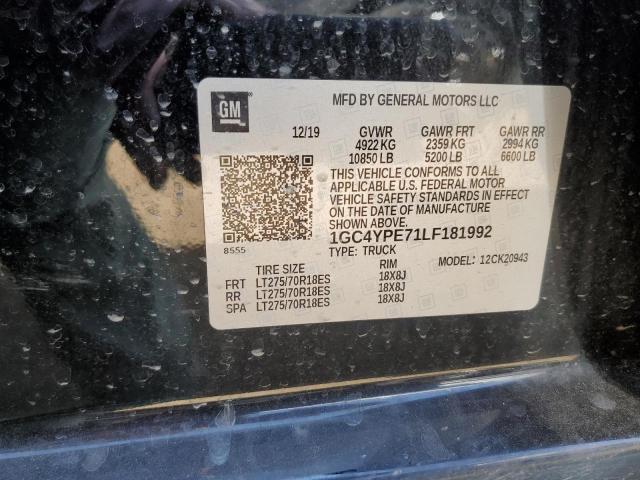 GM
MFD BY GENERAL MOTORS LLC
12/19 GVWR GAWR FRT GAWR RR
4922 KG 2359 KG 2994 KG
10850 LB 5200 LB 6600 LB
THIS VEHICLE CONFORMS TO ALL
APPLICABLE U.S. FEDERAL MOTOR
VEHICLE SAFETY STANDARDS IN EFFECT
ON THE DATE OF MANUFACTURE
SHOWN ABOVE.
8555 1GC4YPE71LF181992
TYPE: TRUCK 12CK20943
TIRE SIZE RIM
FRT LT275/70R18ES 18X8J
RR LT275/70R18ES 18X8J
SPA LT275/70R18ES 18X8J